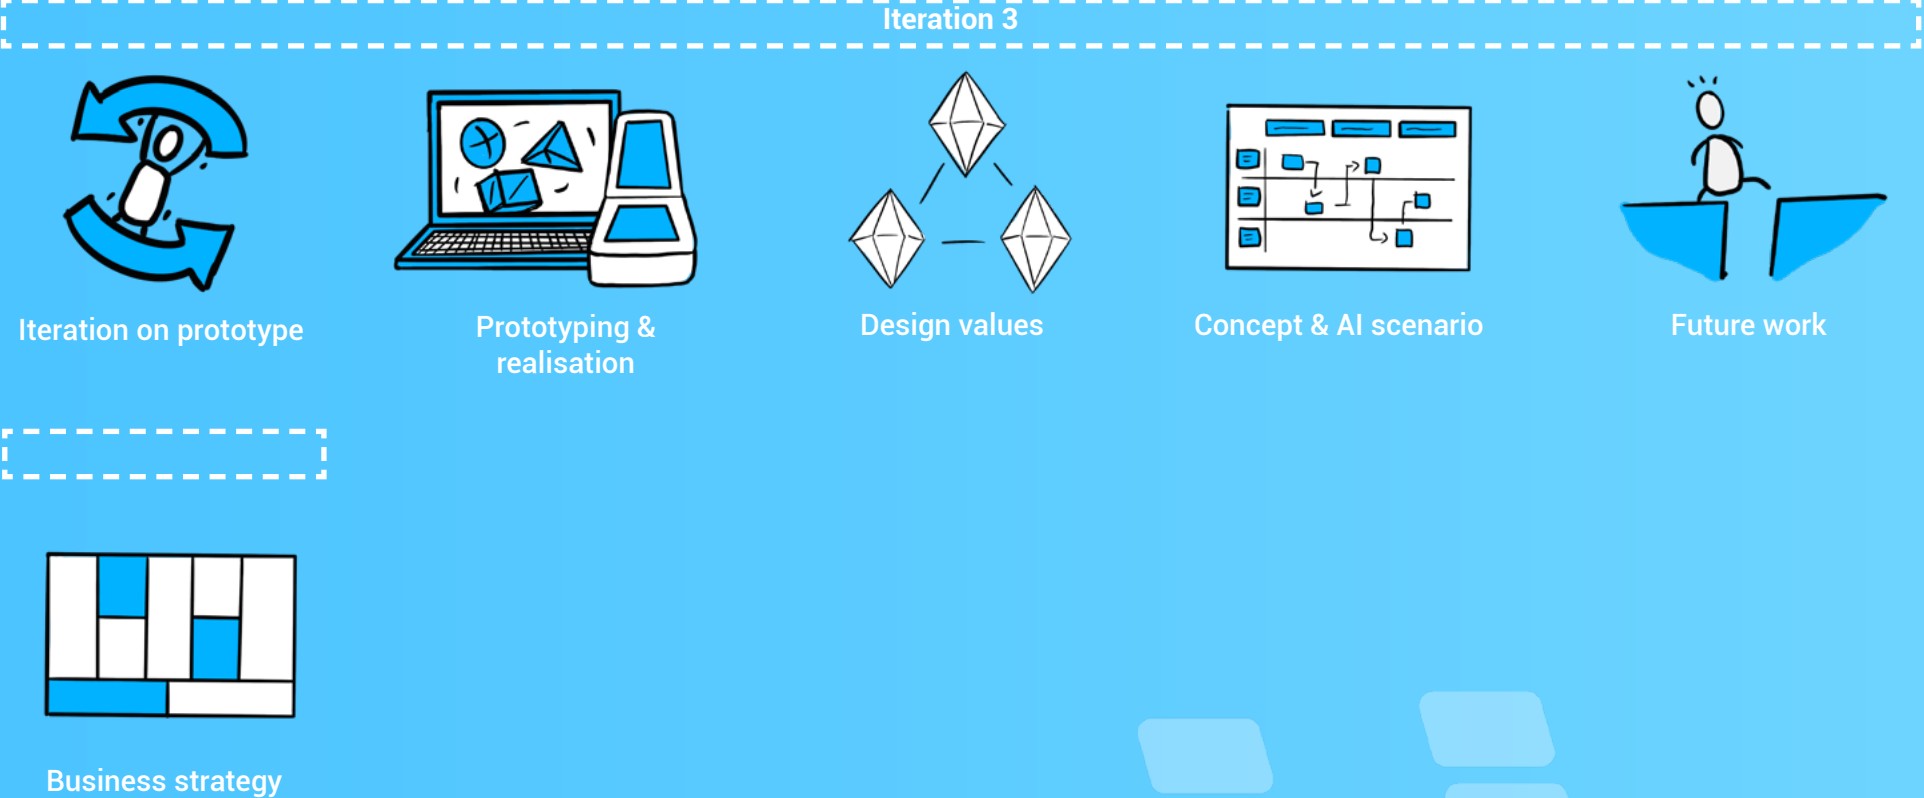 Iteration 3
Iteration on prototype
Prototyping &
realisation
Design values
Concept & AI scenario
Future work
Business strategy